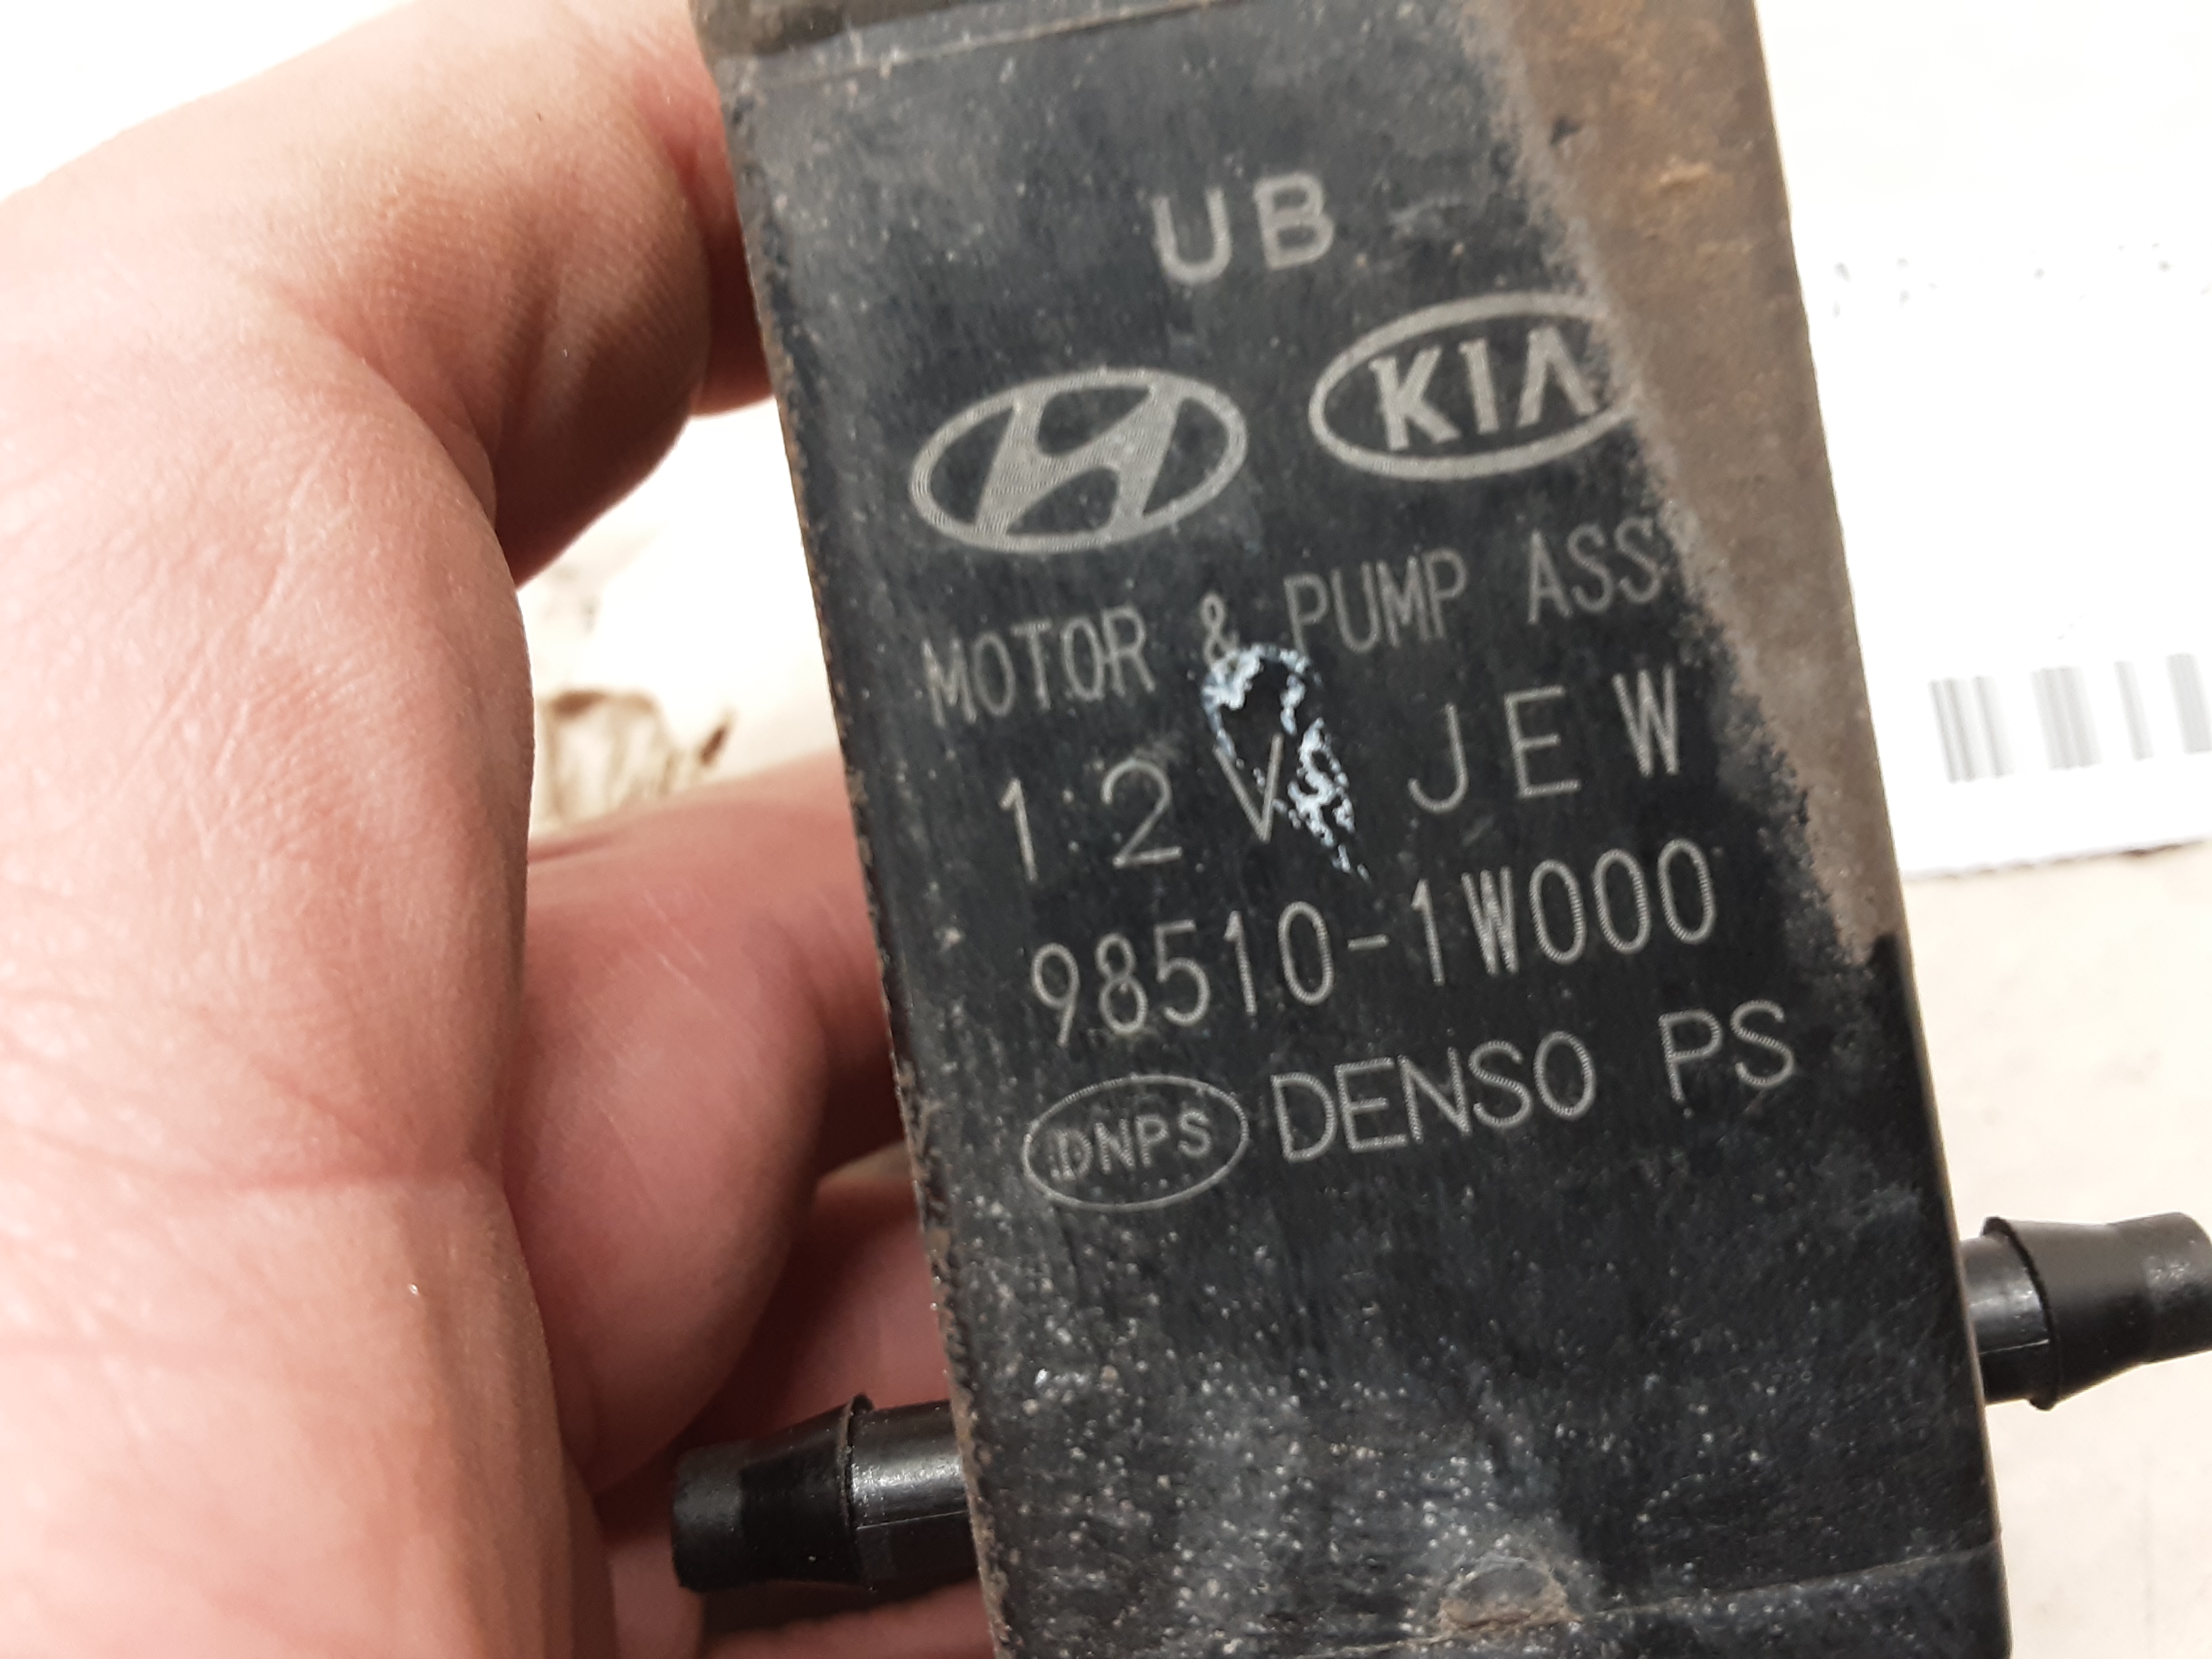 UB
KIA
MOTOR & PUMP ASS
12V JEW
98510-1W000
DNPS DENSO PS